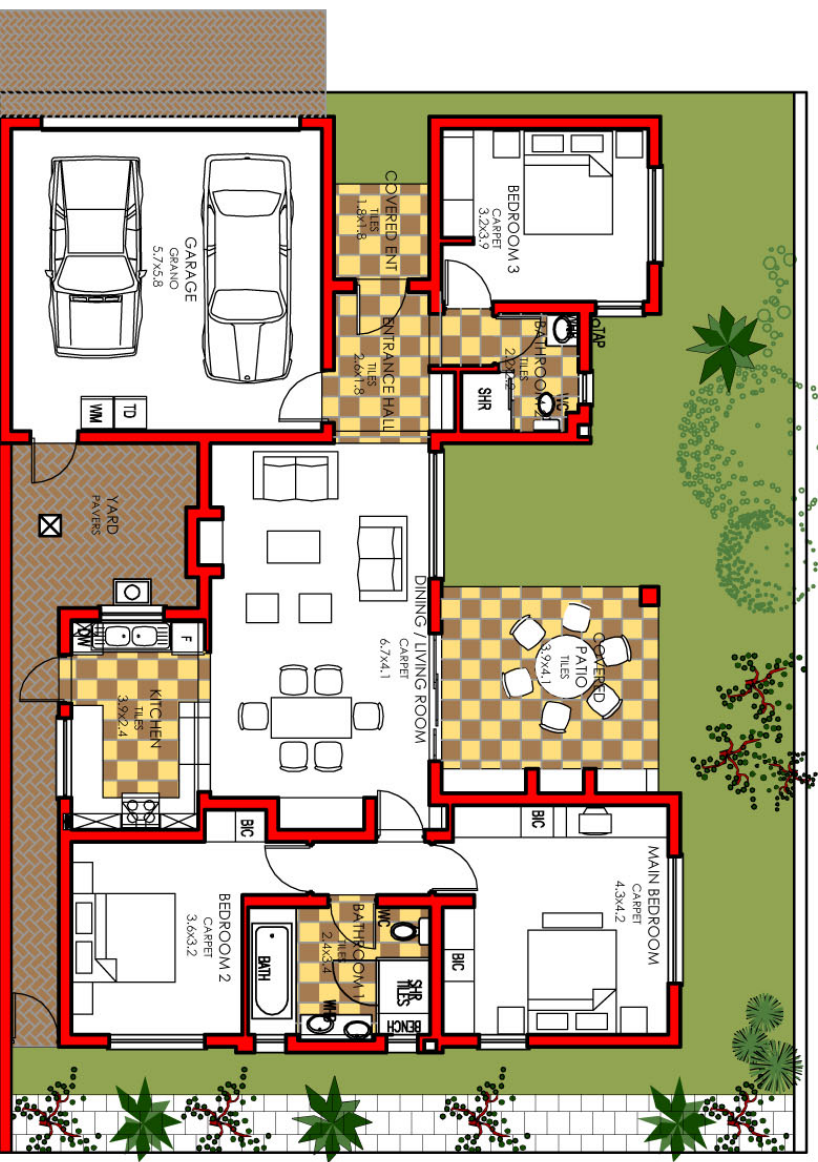 BEDROOM 3
CARPET
3.2x3.9
COVERED ENT
TILES
1.8x1.8
GARAGE
GRANO
5.7x5.8
ENTRANCE HALL
TILES
2.6x1.8
BATHROOM 2
TILES
TAP
WC
SHR
TD
WM
YARD
PAVERS
DINING / LIVING ROOM
CARPET
6.7x4.1
COVERED
PATIO
TILES
3.9x4.1
F
DW
KITCHEN
TILES
3.9x2.4
BIC
BIC
BIC
MAIN BEDROOM
CARPET
4.3x4.2
BEDROOM 2
CARPET
3.6x3.2
BATHROOM 1
TILES
2.4x3.4
WC
BATH
SHR
TILES
BENCH
WHB